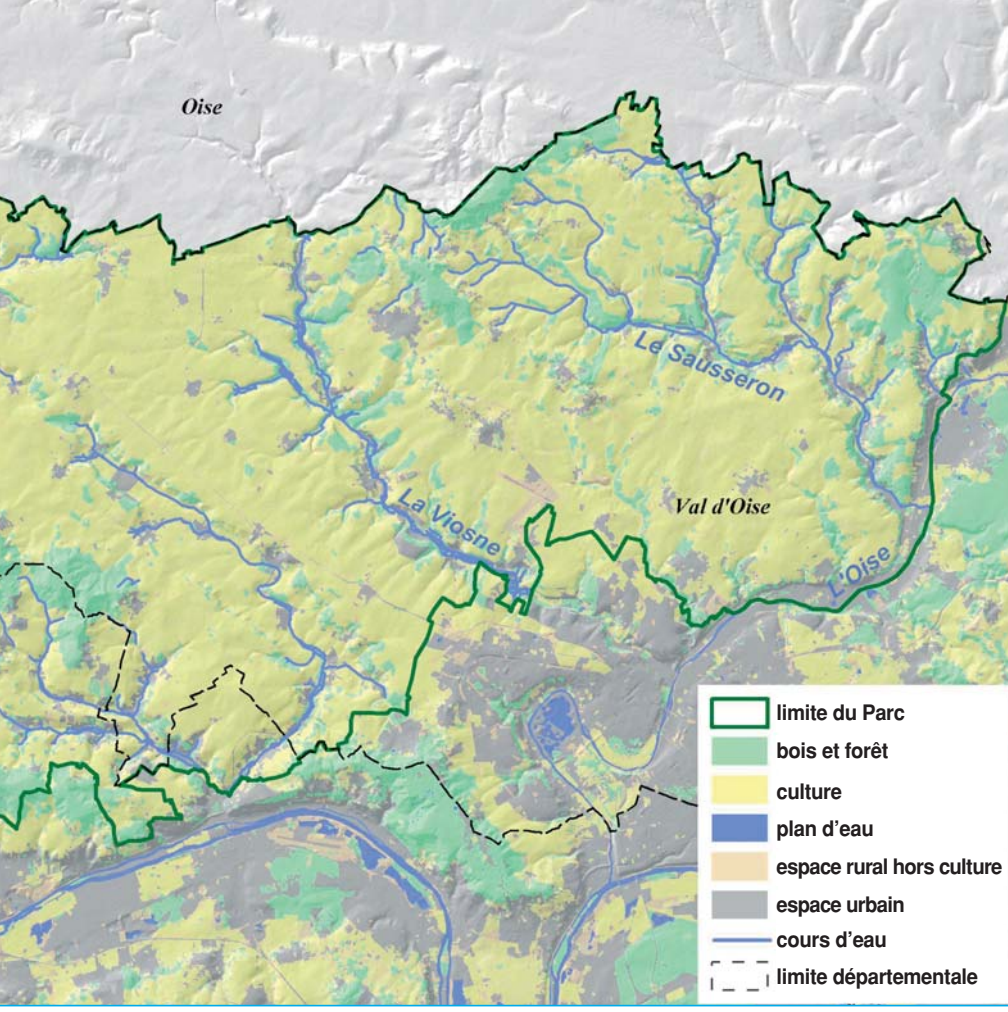 Oise
Le Sausseron
Val d'Oise
La Viosne
L'Oise
limite du Parc
bois et forêt
culture
plan d'eau
espace rural hors culture
espace urbain
cours d'eau
limite départementale